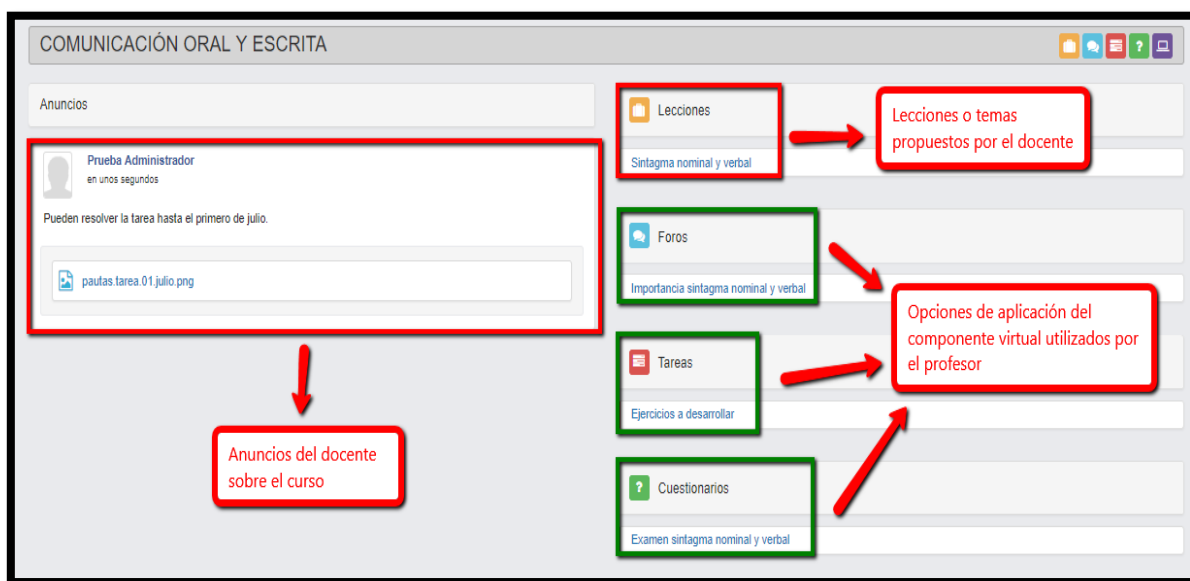 COMUNICACIÓN ORAL Y ESCRITA
Anuncios
Prueba Administrador
en unos segundos
Pueden resolver la tarea hasta el primero de julio.
pautas.tarea.01.julio.png
Anuncios del docente
sobre el curso
Lecciones
Sintagma nominal y verbal
Lecciones o temas
propuestos por el docente
Foros
Importancia sintagma nominal y verbal
Opciones de aplicación del
componente virtual utilizados por
el profesor
Tareas
Ejercicios a desarrollar
? Cuestionarios
Examen sintagma nominal y verbal